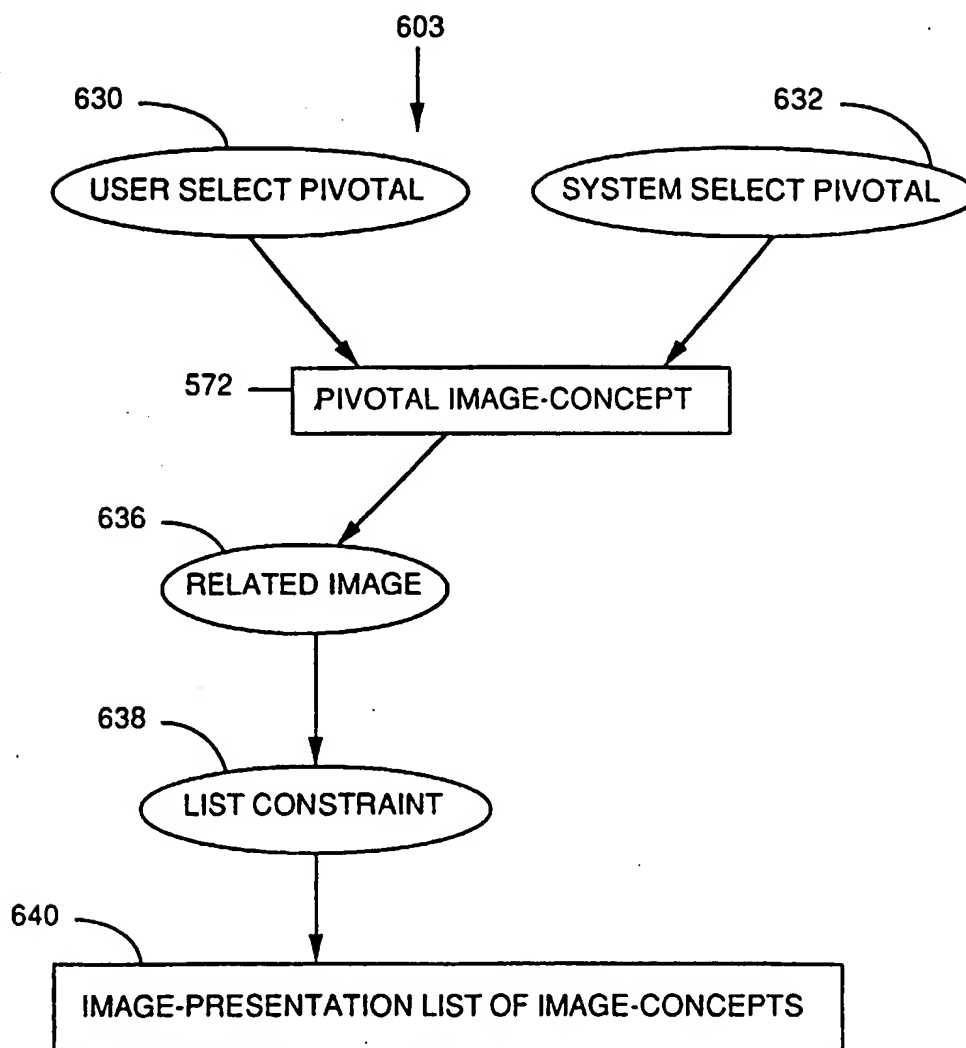 603
630
632
USER SELECT PIVOTAL
SYSTEM SELECT PIVOTAL
572
PIVOTAL IMAGE-CONCEPT
636
RELATED IMAGE
638
LIST CONSTRAINT
640
IMAGE-PRESENTATION LIST OF IMAGE-CONCEPTS